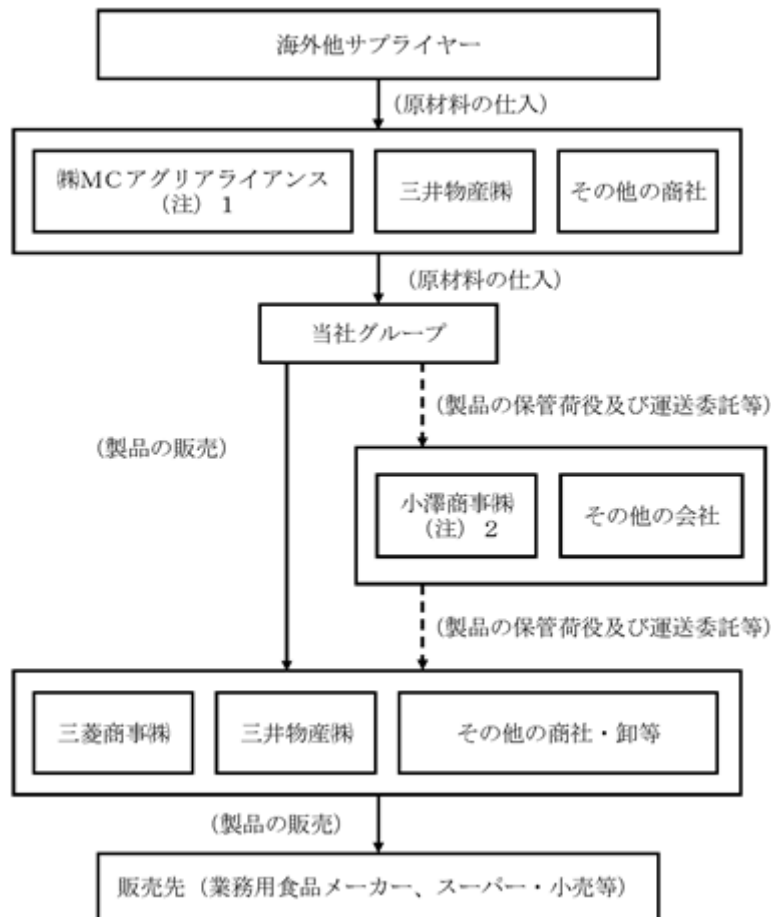 海外他サプライヤー
(原材料の仕入)
㈱MCアグリアライアンス
(注) 1
三井物産㈱
その他の商社
(原材料の仕入)
当社グループ
(製品の保管荷役及び運送委託等)
(製品の販売)
小澤商事㈱
(注) 2
その他の会社
(製品の保管荷役及び運送委託等)
三菱商事㈱
三井物産㈱
その他の商社・卸等
(製品の販売)
販売先 (業務用食品メーカー、スーパー・小売等)